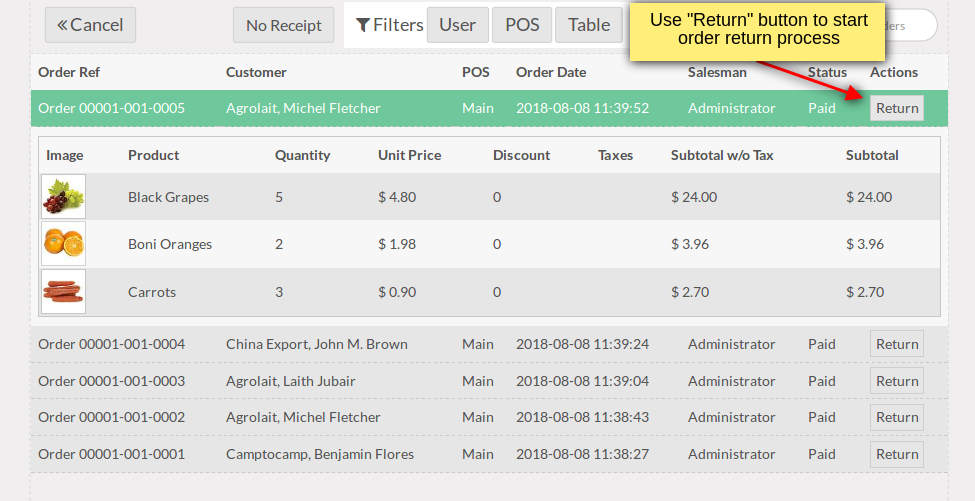 Cancel No Receipt Filters User POS Table
Use "Return" button to start
order return process
Order Ref Customer POS Order Date Salesman Status Actions
Order 00001-001-0005 Agrolait, Michel Fletcher Main 2018-08-08 11:39:52 Administrator Paid Return
Image Product Quantity Unit Price Discount Taxes Subtotal w/o Tax Subtotal
Black Grapes 5 $ 4.80 0 $ 24.00 $ 24.00
Boni Oranges 2 $ 1.98 0 $ 3.96 $ 3.96
Carrots 3 $ 0.90 0 $ 2.70 $ 2.70
Order 00001-001-0004 China Export, John M. Brown Main 2018-08-08 11:39:24 Administrator Paid Return
Order 00001-001-0003 Agrolait, Laith Jubair Main 2018-08-08 11:39:04 Administrator Paid Return
Order 00001-001-0002 Agrolait, Michel Fletcher Main 2018-08-08 11:38:43 Administrator Paid Return
Order 00001-001-0001 Camptocamp, Benjamin Flores Main 2018-08-08 11:38:27 Administrator Paid Return